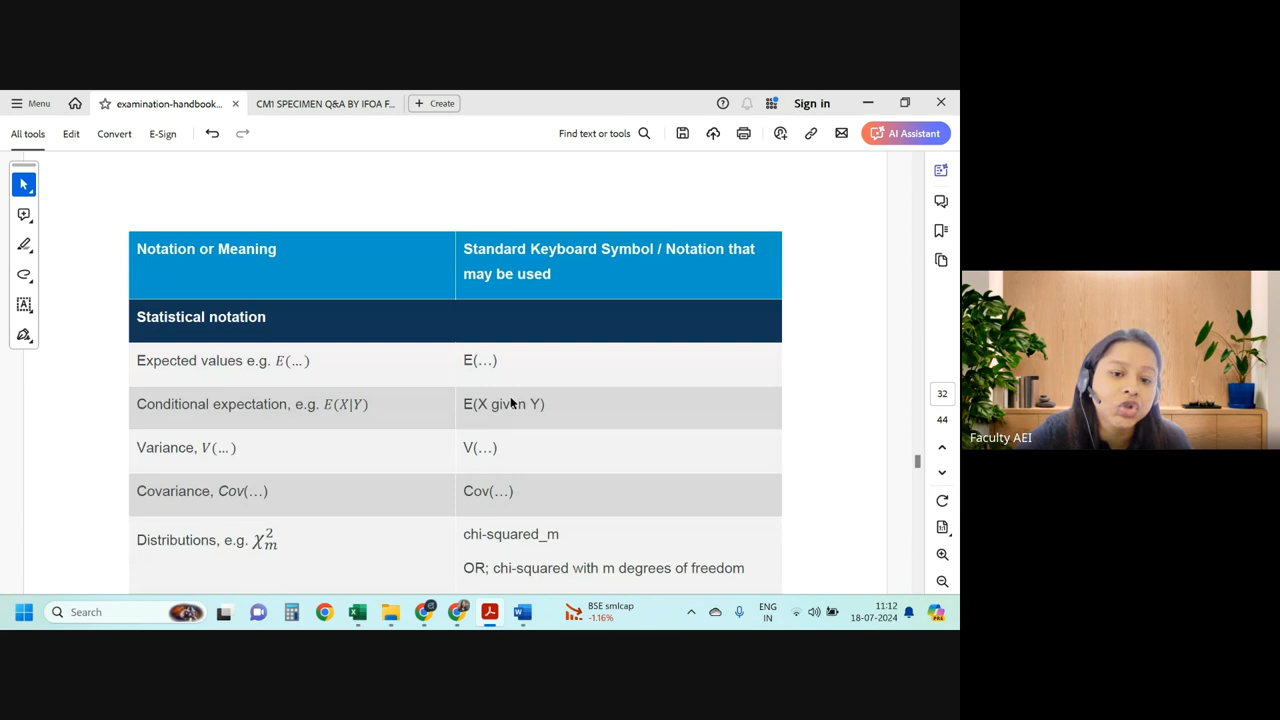 Menu
examination-handbook...
CM1 SPECIMEN Q&A BY IFOA F...
Create
Sign in
All tools
Edit
Convert
E-Sign
Find text or tools
AI Assistant
Notation or Meaning
Standard Keyboard Symbol / Notation that
may be used
Statistical notation
Expected values e.g. E(...)
E(…)
Conditional expectation, e.g. E(X|Y)
E(X given Y)
Variance, V(...)
V(…)
Covariance, Cov(…)
Cov(…)
Distributions, e.g. χ²ₘ
chi-squared_m
OR; chi-squared with m degrees of freedom
32
44
Faculty AEI
Search
BSE smlcap
-1.16%
ENG
IN
11:12
18-07-2024